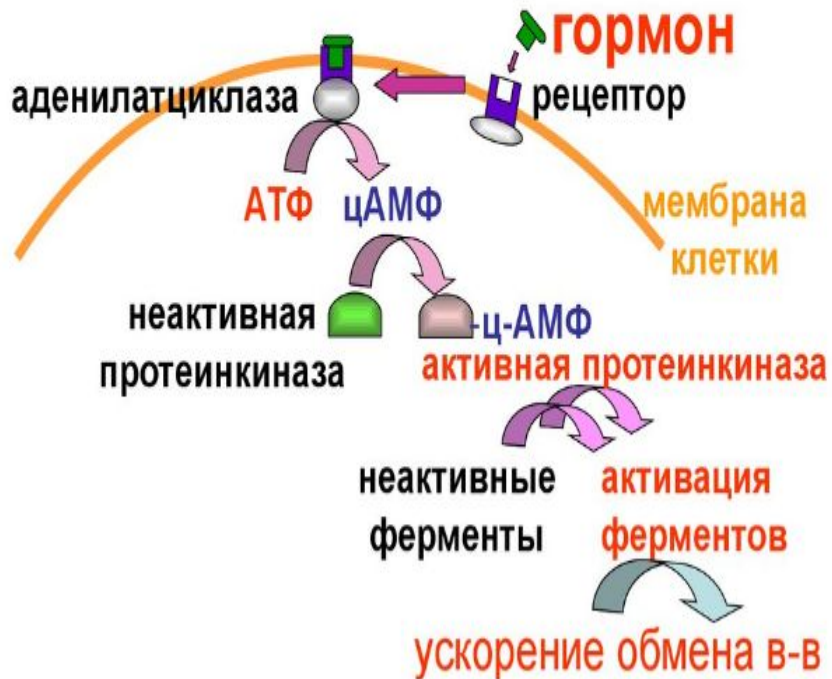 гормон
аденилатциклаза
рецептор
АТФ цАМФ
мембрана
клетки
неактивная
протеинкиназа
-ц-АМФ
активная протеинкиназа
неактивные
ферменты
активация
ферментов
ускорение обмена в-в